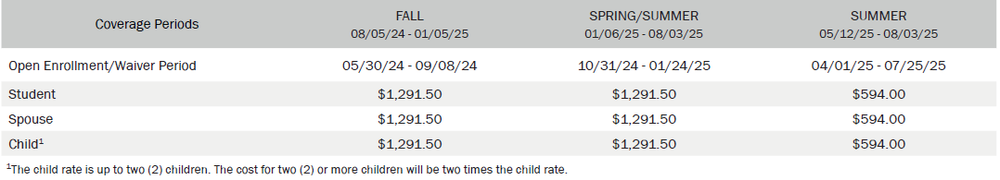 Coverage Periods FALL SPRING/SUMMER SUMMER
08/05/24 - 01/05/25 01/06/25 - 08/03/25 05/12/25 - 08/03/25
Open Enrollment/Waiver Period 05/30/24 - 09/08/24 10/31/24 - 01/24/25 04/01/25 - 07/25/25
Student $1,291.50 $1,291.50 $594.00
Spouse $1,291.50 $1,291.50 $594.00
Child¹ $1,291.50 $1,291.50 $594.00
¹The child rate is up to two (2) children. The cost for two (2) or more children will be two times the child rate.